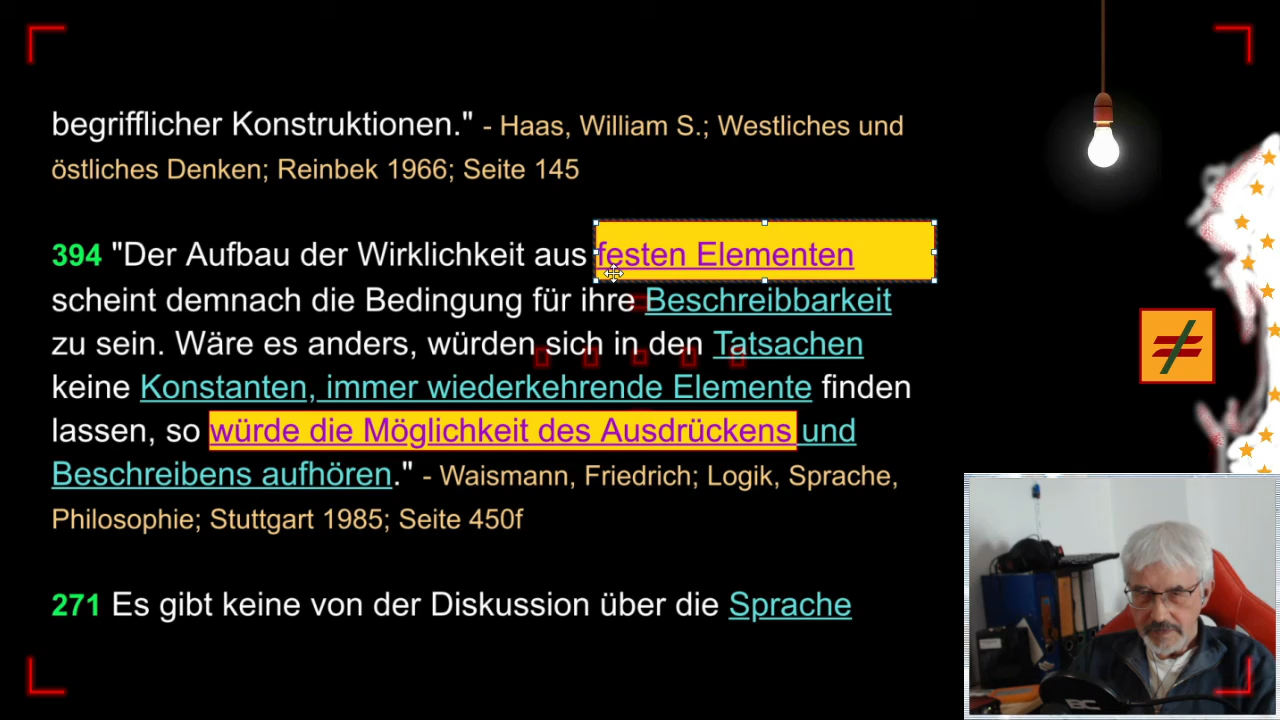 begrifflicher Konstruktionen." - Haas, William S.; Westliches und
östliches Denken; Reinbek 1966; Seite 145
394 "Der Aufbau der Wirklichkeit aus festen Elementen
scheint demnach die Bedingung für ihre Beschreibbarkeit
zu sein. Wäre es anders, würden sich in den Tatsachen
keine Konstanten, immer wiederkehrende Elemente finden
lassen, so würde die Möglichkeit des Ausdrückens und
Beschreibens aufhören." - Waismann, Friedrich; Logik, Sprache,
Philosophie; Stuttgart 1985; Seite 450f
271 Es gibt keine von der Diskussion über die Sprache
≠